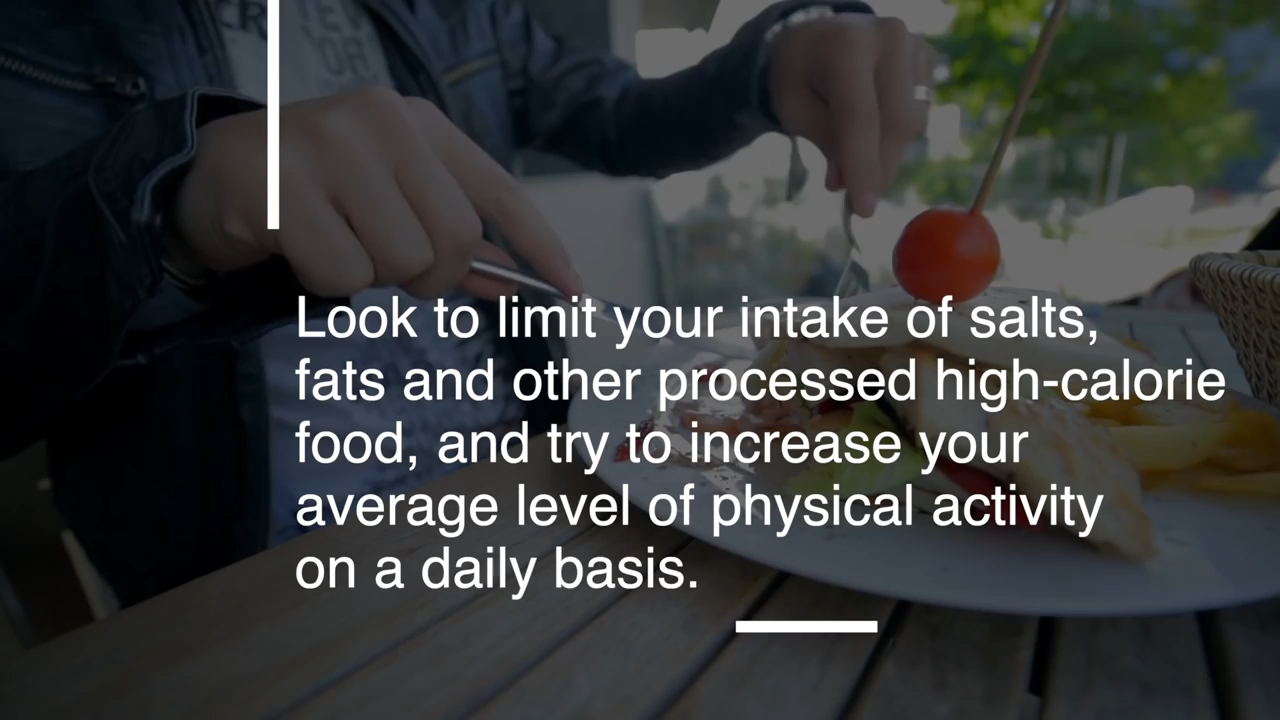 Look to limit your intake of salts,
fats and other processed high-calorie
food, and try to increase your
average level of physical activity
on a daily basis.